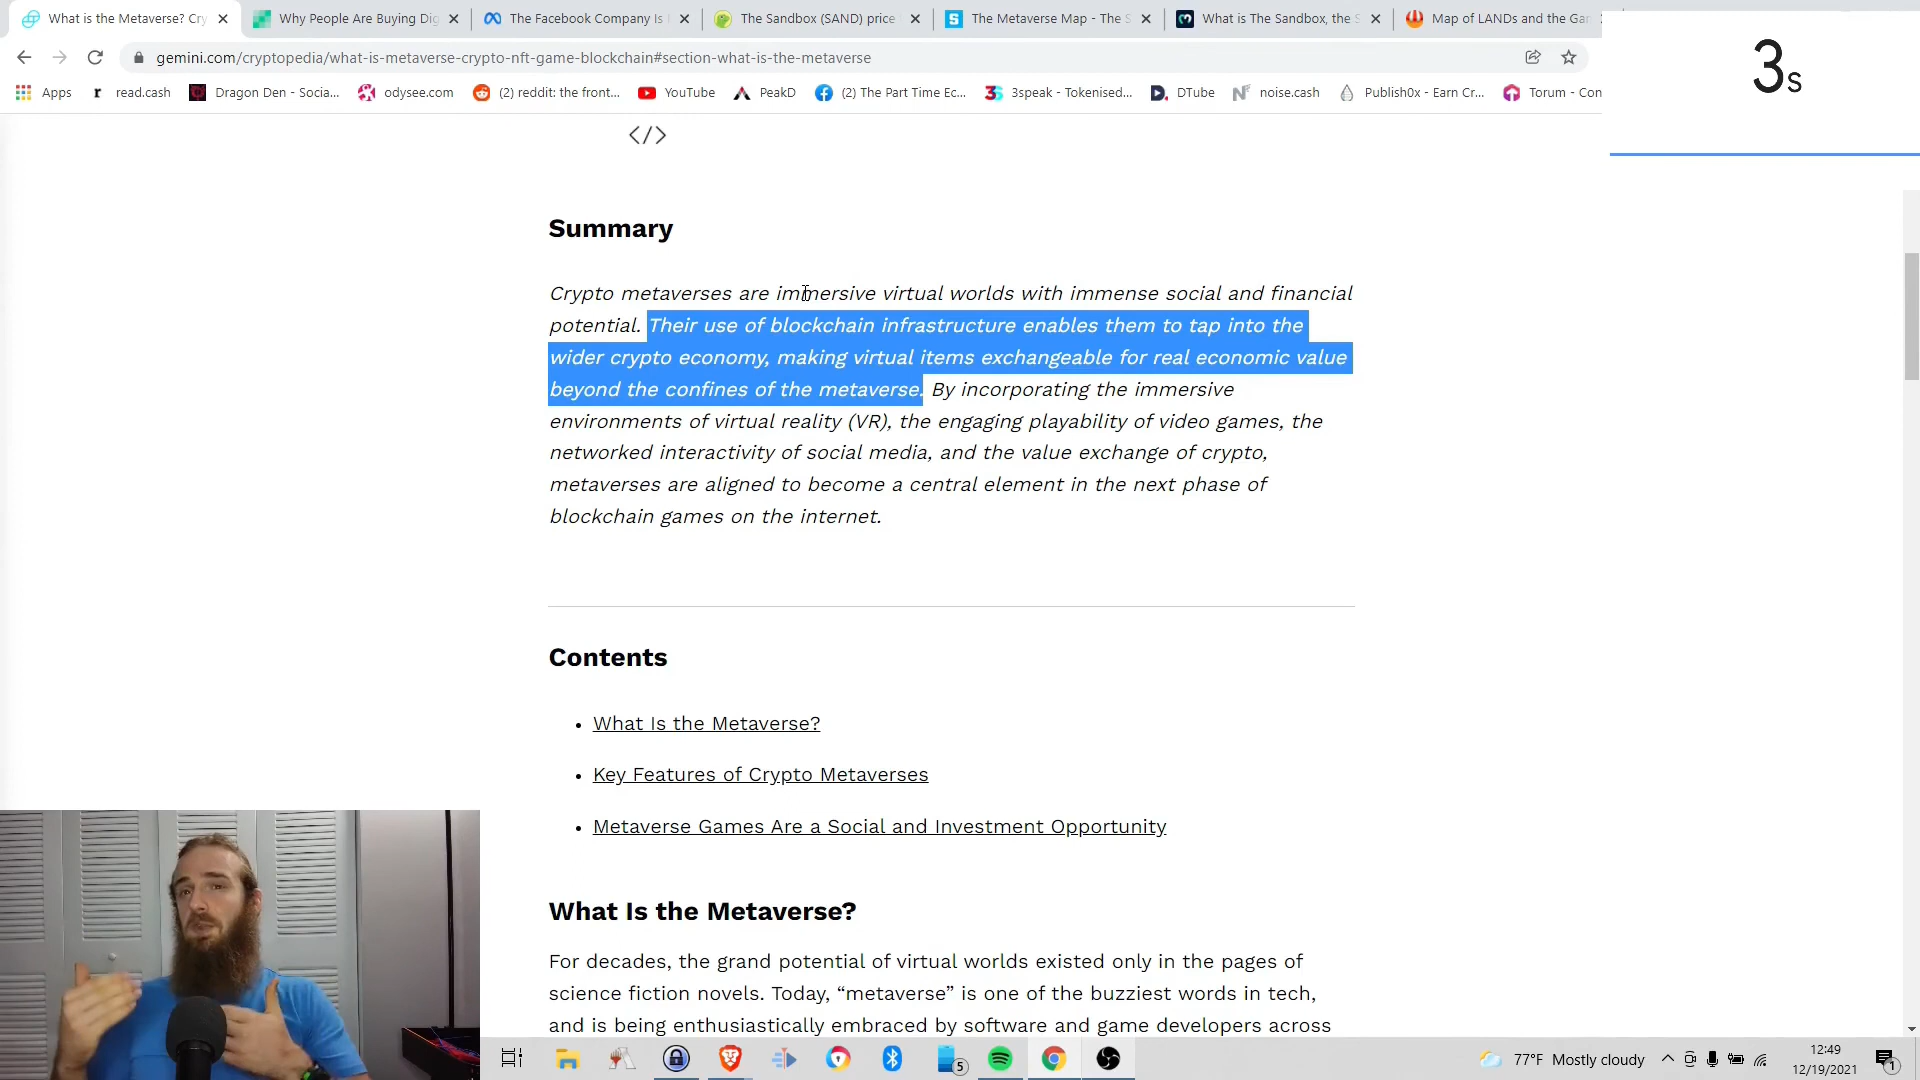 What is the Metaverse? Cry
Why People Are Buying Dig
The Facebook Company Is
The Sandbox (SAND) price
The Metaverse Map - The S
What is The Sandbox, the S
Map of LANDs and the Gar
3s
gemini.com/cryptopedia/what-is-metaverse-crypto-nft-game-blockchain#section-what-is-the-metaverse
Apps
read.cash
Dragon Den - Socia...
odysee.com
(2) reddit: the front...
YouTube
PeakD
(2) The Part Time Ec...
3speak - Tokenised...
DTube
noise.cash
Publish0x - Earn Cr...
Torum - Con
</>
Summary
Crypto metaverses are immersive virtual worlds with immense social and financial
potential. Their use of blockchain infrastructure enables them to tap into the
wider crypto economy, making virtual items exchangeable for real economic value
beyond the confines of the metaverse. By incorporating the immersive
environments of virtual reality (VR), the engaging playability of video games, the
networked interactivity of social media, and the value exchange of crypto,
metaverses are aligned to become a central element in the next phase of
blockchain games on the internet.
Contents
• What Is the Metaverse?
• Key Features of Crypto Metaverses
• Metaverse Games Are a Social and Investment Opportunity
What Is the Metaverse?
For decades, the grand potential of virtual worlds existed only in the pages of
science fiction novels. Today, “metaverse” is one of the buzziest words in tech,
and is being enthusiastically embraced by software and game developers across
5
77°F Mostly cloudy
12:49
12/19/2021
1